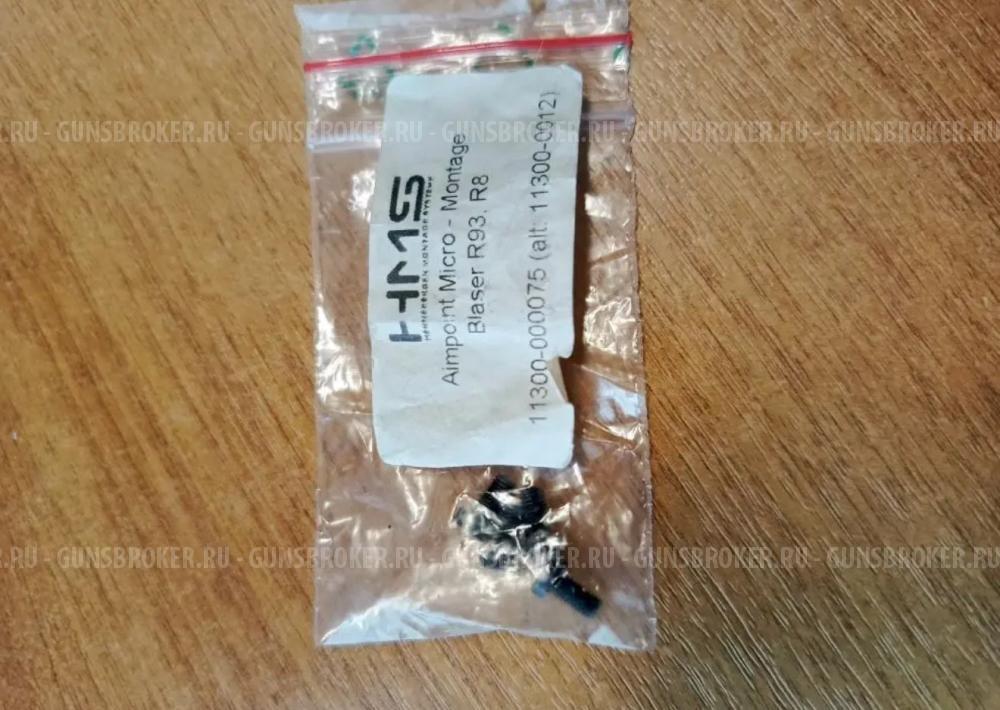 HMS
HENNEBERGER MONTAGE SYSTEME
Aimpoint Micro - Montage
Blaser R93, R8
11300-000075 (alt: 11300-0012)
.RU - GUNSBROKER.RU - GUNSBROKER.RU - GUNSBROKER.RU - GUNSBROKER.RU - GUNSBROKER.RU
.RU - GUNSBROKER.RU - GUNSBROKER.RU - GUNSBROKER.RU - GUNSBROKER.RU - GUNSBROKER.RU